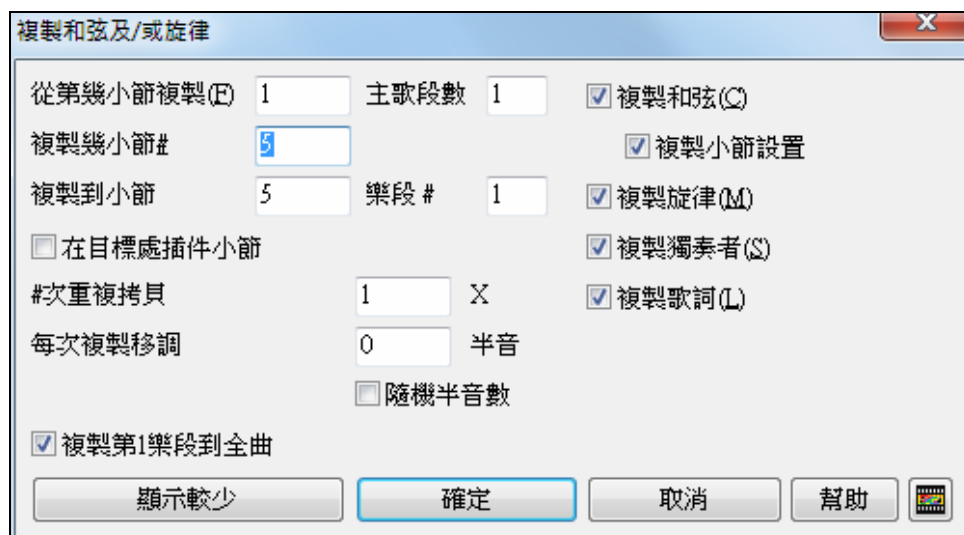 複製和弦及/或旋律
從第幾小節複製(F) 1 主歌段數 1
複製和弦(C)
複製幾小節# 5
複製小節設置
複製到小節 5 樂段 # 1
複製旋律(M)
在目標處插件小節
複製獨奏者(S)
#次重複拷貝 1 X
複製歌詞(L)
每次複製移調 0 半音
隨機半音數
複製第1樂段到全曲
顯示較少 確定 取消 幫助